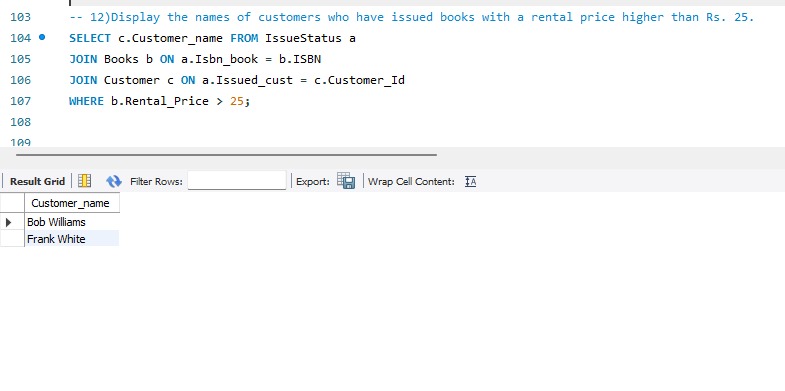 103 -- 12)Display the names of customers who have issued books with a rental price higher than Rs. 25.
104 SELECT c.Customer_name FROM IssueStatus a
105 JOIN Books b ON a.Isbn_book = b.ISBN
106 JOIN Customer c ON a.Issued_cust = c.Customer_Id
107 WHERE b.Rental_Price > 25;
108
109
Result Grid Filter Rows: Export: Wrap Cell Content: IA
Customer_name
Bob Williams
Frank White